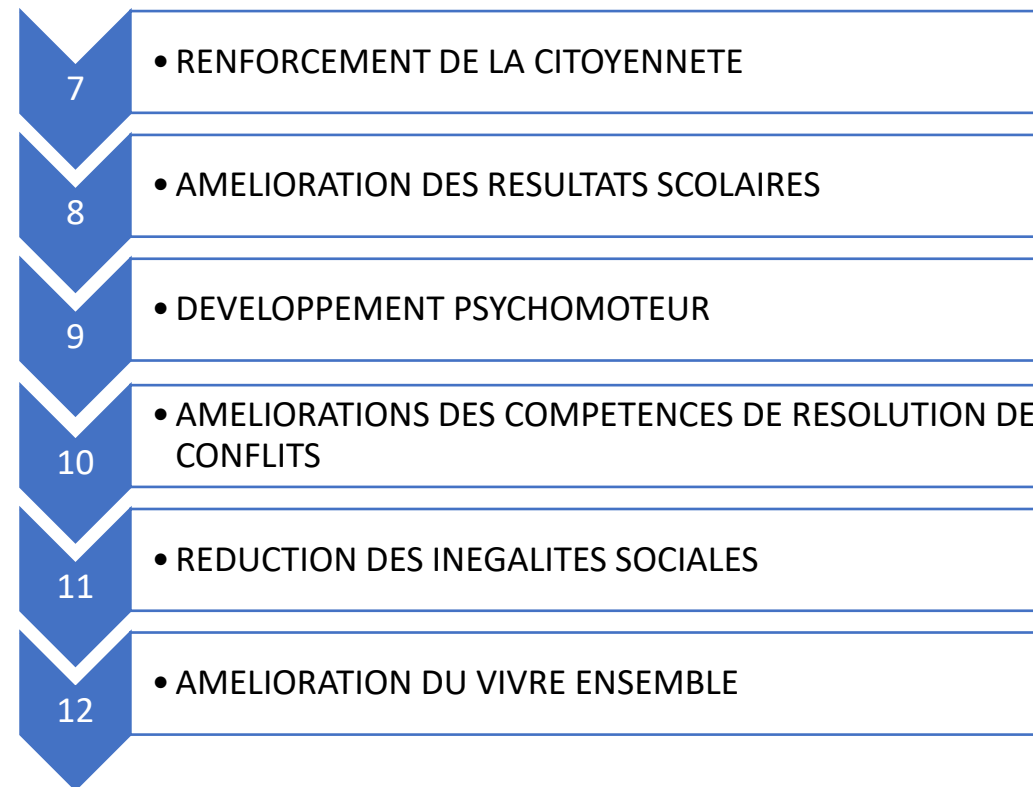 7
• RENFORCEMENT DE LA CITOYENNETE
8
• AMELIORATION DES RESULTATS SCOLAIRES
9
• DEVELOPPEMENT PSYCHOMOTEUR
10
• AMELIORATIONS DES COMPETENCES DE RESOLUTION DE
CONFLITS
11
• REDUCTION DES INEGALITES SOCIALES
12
• AMELIORATION DU VIVRE ENSEMBLE